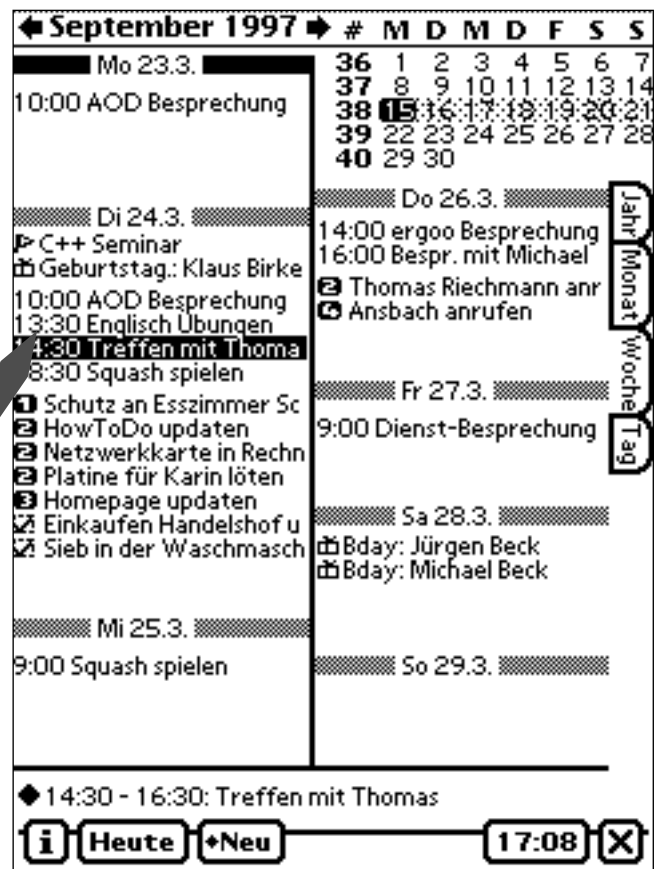 September 1997
# M D M D F S S
36 1 2 3 4 5 6 7
37 8 9 10 11 12 13 14
38 15 16 17 18 19 20 21
39 22 23 24 25 26 27 28
40 29 30
Mo 23.3.
10:00 AOD Besprechung
Di 24.3.
C++ Seminar
Geburtstag.: Klaus Birke
10:00 AOD Besprechung
13:30 Englisch Übungen
4:30 Treffen mit Thoma
8:30 Squash spielen
1 Schutz an Esszimmer Sc
2 HowToDo updaten
2 Netzwerkkarte in Rechn
2 Platine für Karin löten
3 Homepage updaten
Einkaufen Handelshof u
Sieb in der Waschmasch
Mi 25.3.
9:00 Squash spielen
Do 26.3.
14:00 ergoo Besprechung
16:00 Bespr. mit Michael
2 Thomas Riechmann anr
Ansbach anrufen
Fr 27.3.
9:00 Dienst-Besprechung
Sa 28.3.
Bday: Jürgen Beck
Bday: Michael Beck
So 29.3.
Jahr
Monat
Woche
Tag
14:30 - 16:30: Treffen mit Thomas
i Heute Neu 17:08 X